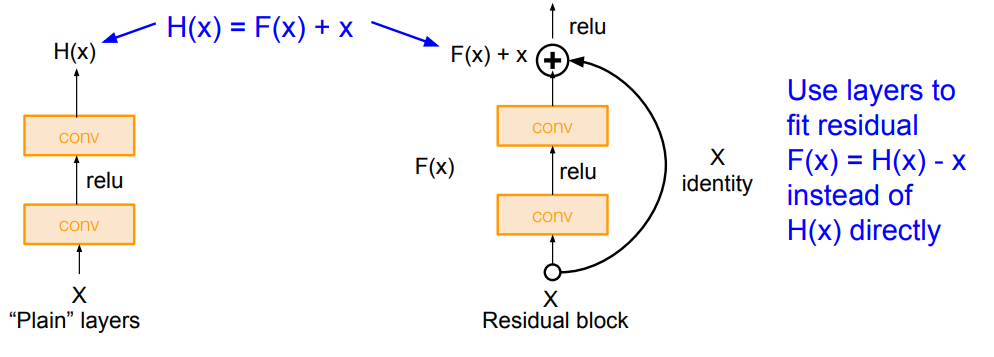 H(x) = F(x) + x
H(x)
conv
relu
conv
X
“Plain” layers
relu
F(x) + x
conv
F(x)
relu
conv
X
identity
X
Residual block
Use layers to
fit residual
F(x) = H(x) - x
instead of
H(x) directly